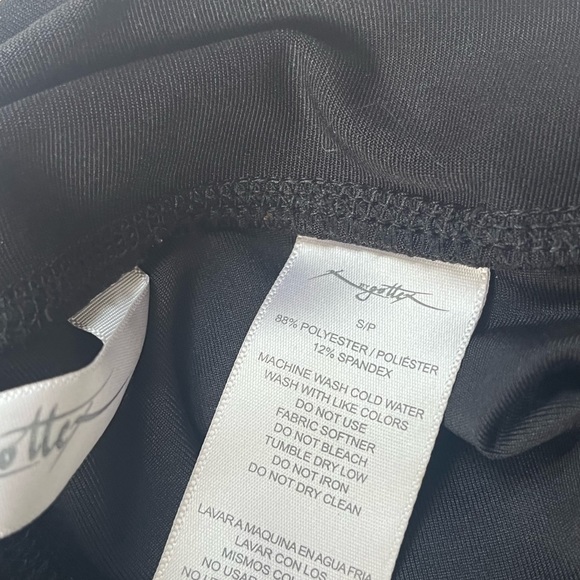 S/P
88% POLYESTER / POLIÉSTER
12% SPANDEX
MACHINE WASH COLD WATER
WASH WITH LIKE COLORS
DO NOT USE
FABRIC SOFTNER
DO NOT BLEACH
TUMBLE DRY LOW
DO NOT IRON
DO NOT DRY CLEAN
LAVAR A MAQUINA EN AGUA FRIA
LAVAR CON LOS
MISMOS
NO